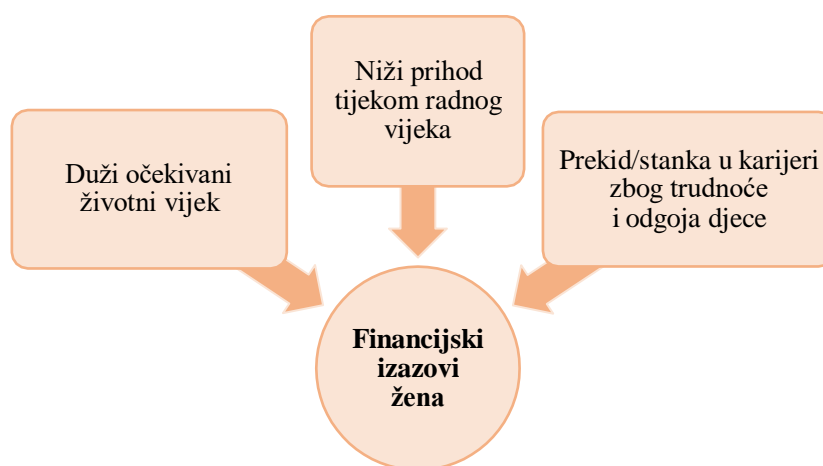 Duži očekivani
životni vijek
Niži prihod
tijekom radnog
vijeka
Prekid/stanka u karijeri
zbog trudnoće
i odgoja djece
Financijski
izazovi
žena